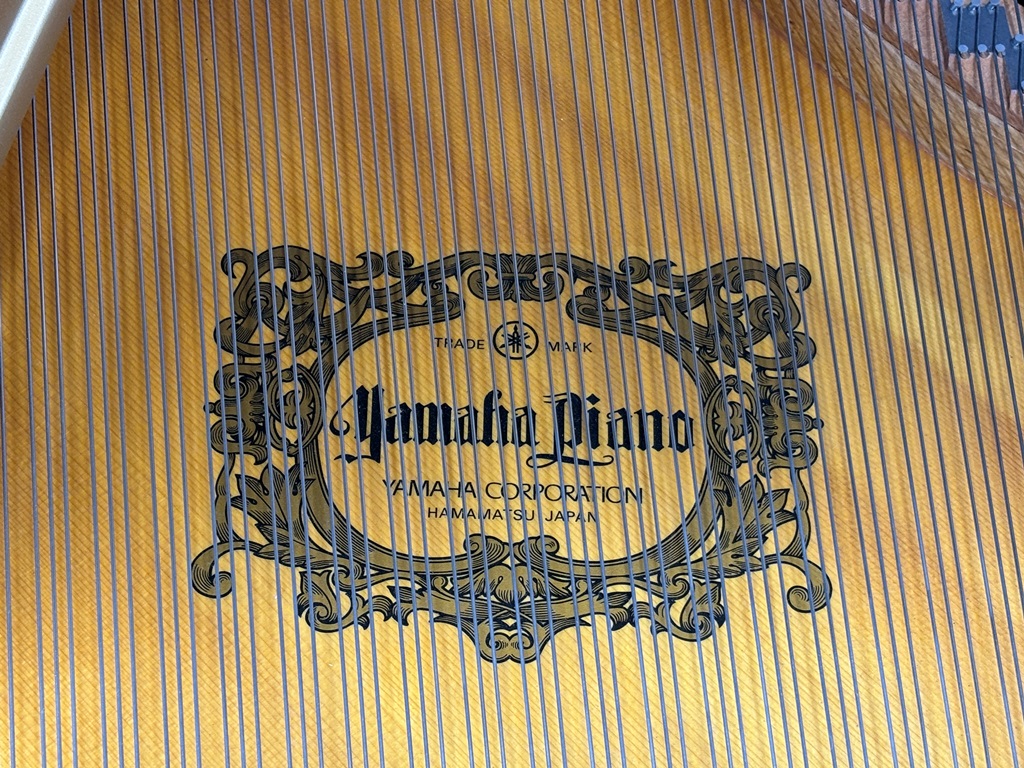 TRADE MARK
Yamaha Piano
YAMAHA CORPORATION
HAMAMATSU JAPAN